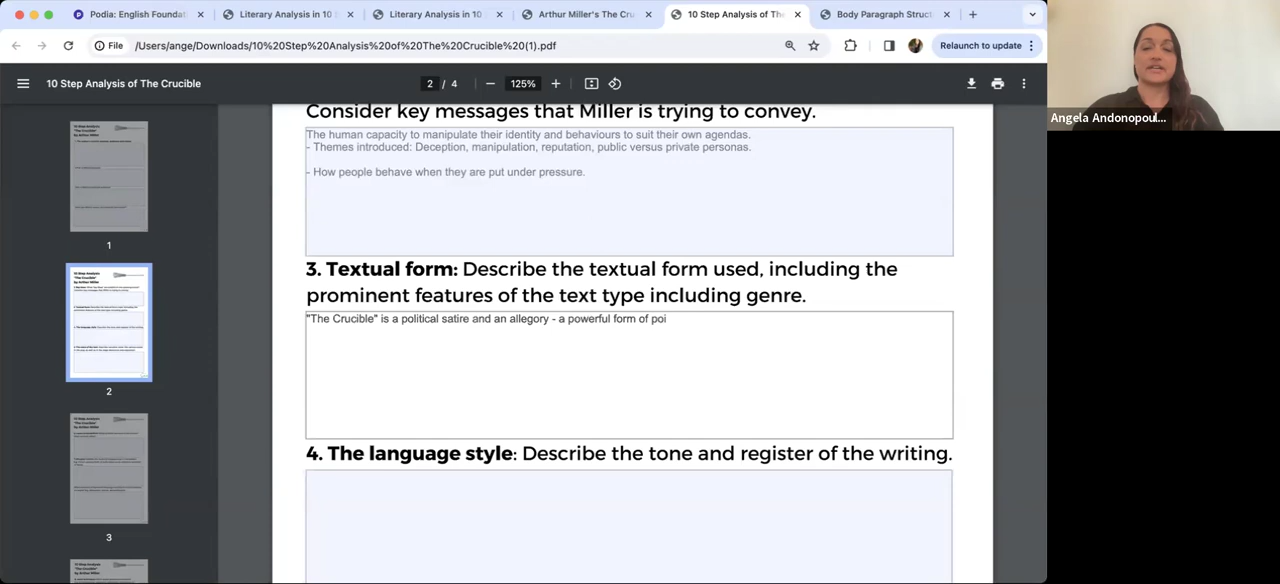 Podia: English Foundat
Literary Analysis in 10 S
Literary Analysis in 10
Arthur Miller's The Cru
10 Step Analysis of The
Body Paragraph Struct
File
/Users/ange/Downloads/10%20Step%20Analysis%20of%20The%20Crucible%20(1).pdf
Relaunch to update
10 Step Analysis of The Crucible
2 / 4
125%
Angela Andonopoul...
Consider key messages that Miller is trying to convey.
The human capacity to manipulate their identity and behaviours to suit their own agendas.
- Themes introduced: Deception, manipulation, reputation, public versus private personas.
- How people behave when they are put under pressure.
3. Textual form: Describe the textual form used, including the
prominent features of the text type including genre.
"The Crucible" is a political satire and an allegory - a powerful form of poi
4. The language style: Describe the tone and register of the writing.
1
2
3